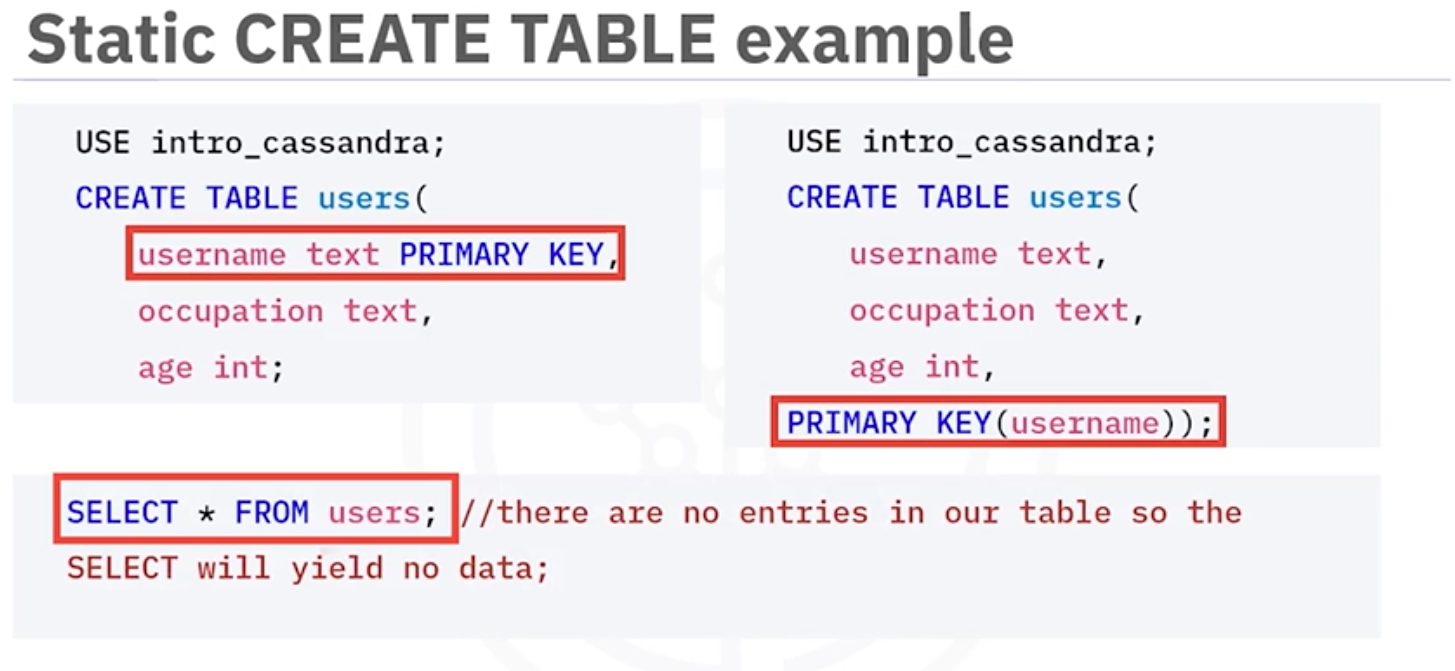 Static CREATE TABLE example
USE intro_cassandra;
CREATE TABLE users(
username text PRIMARY KEY,
occupation text,
age int;
USE intro_cassandra;
CREATE TABLE users(
username text,
occupation text,
age int,
PRIMARY KEY(username));
SELECT * FROM users; //there are no entries in our table so the
SELECT will yield no data;